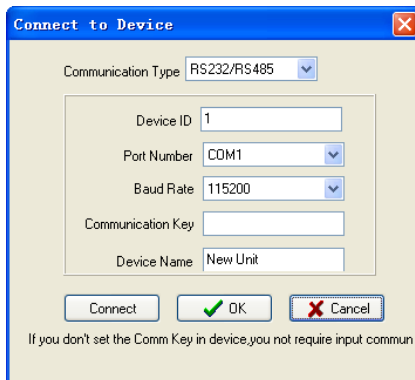 Connect to Device
Communication Type RS232/RS485
Device ID 1
Port Number COM1
Baud Rate 115200
Communication Key
Device Name New Unit
Connect OK Cancel
If you don't set the Comm Key in device,you not require input commun